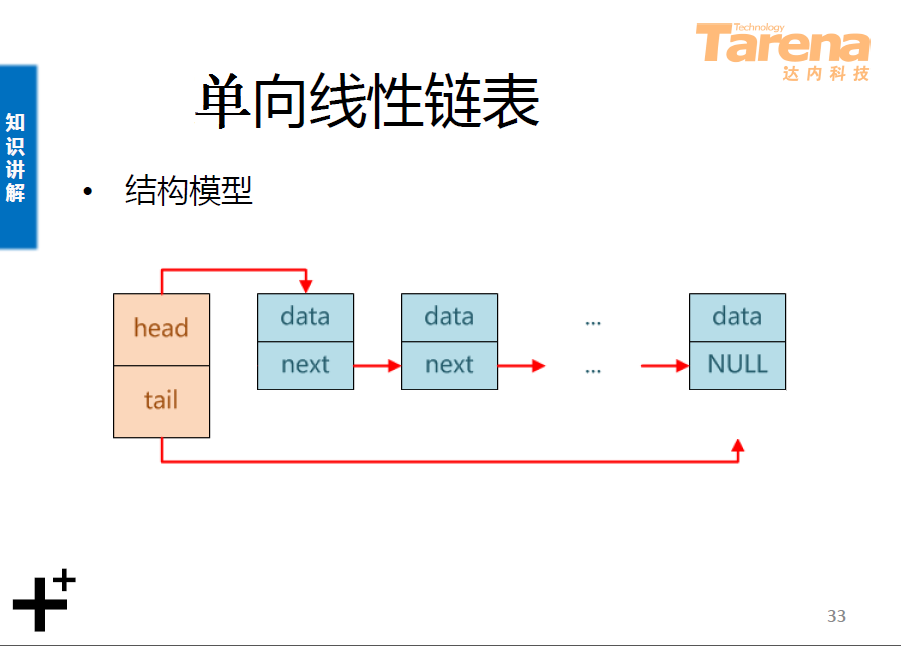 Technology
Tarena
达内科技
单向线性链表
知识讲解
• 结构模型
head
tail
data
next
data
next
...
...
data
NULL
33